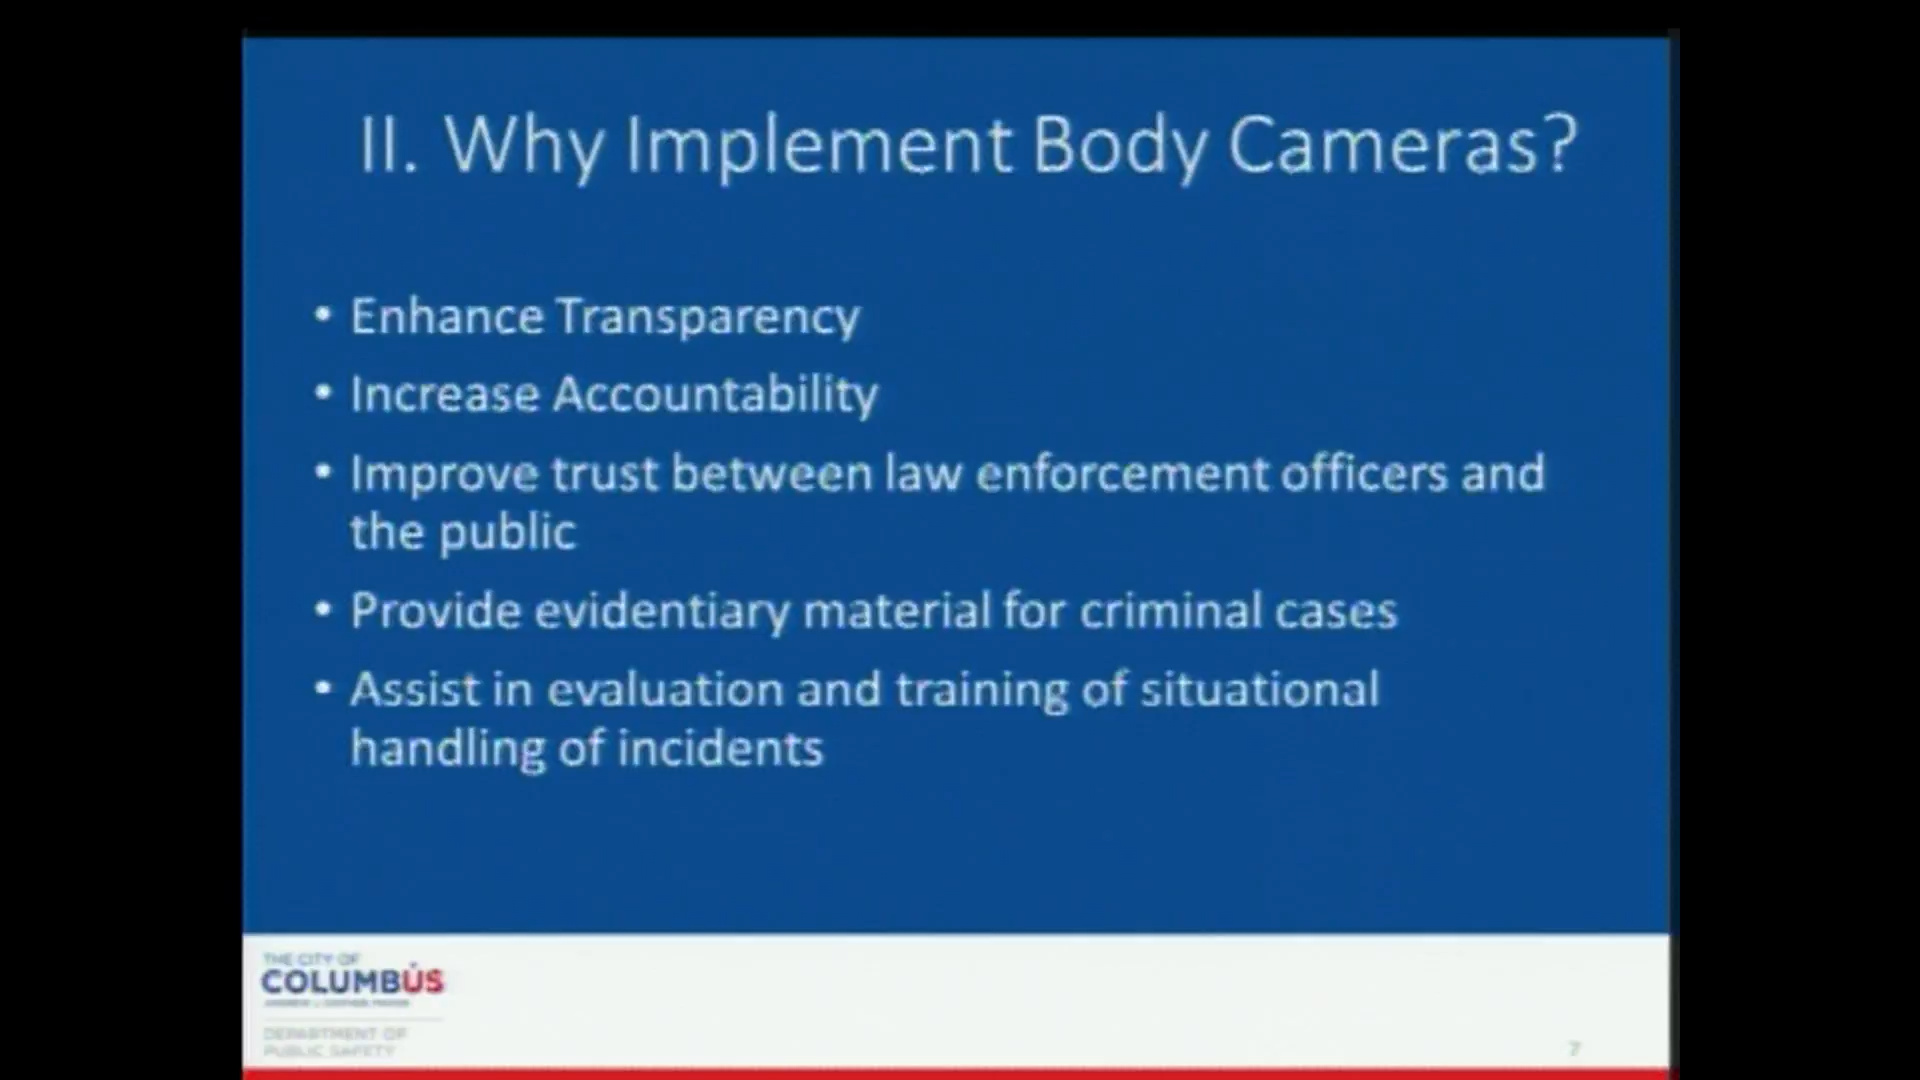 II. Why Implement Body Cameras?
• Enhance Transparency
• Increase Accountability
• Improve trust between law enforcement officers and
the public
• Provide evidentiary material for criminal cases
• Assist in evaluation and training of situational
handling of incidents
THE CITY OF
COLUMBUS
DEPARTMENT OF
PUBLIC SAFETY
7